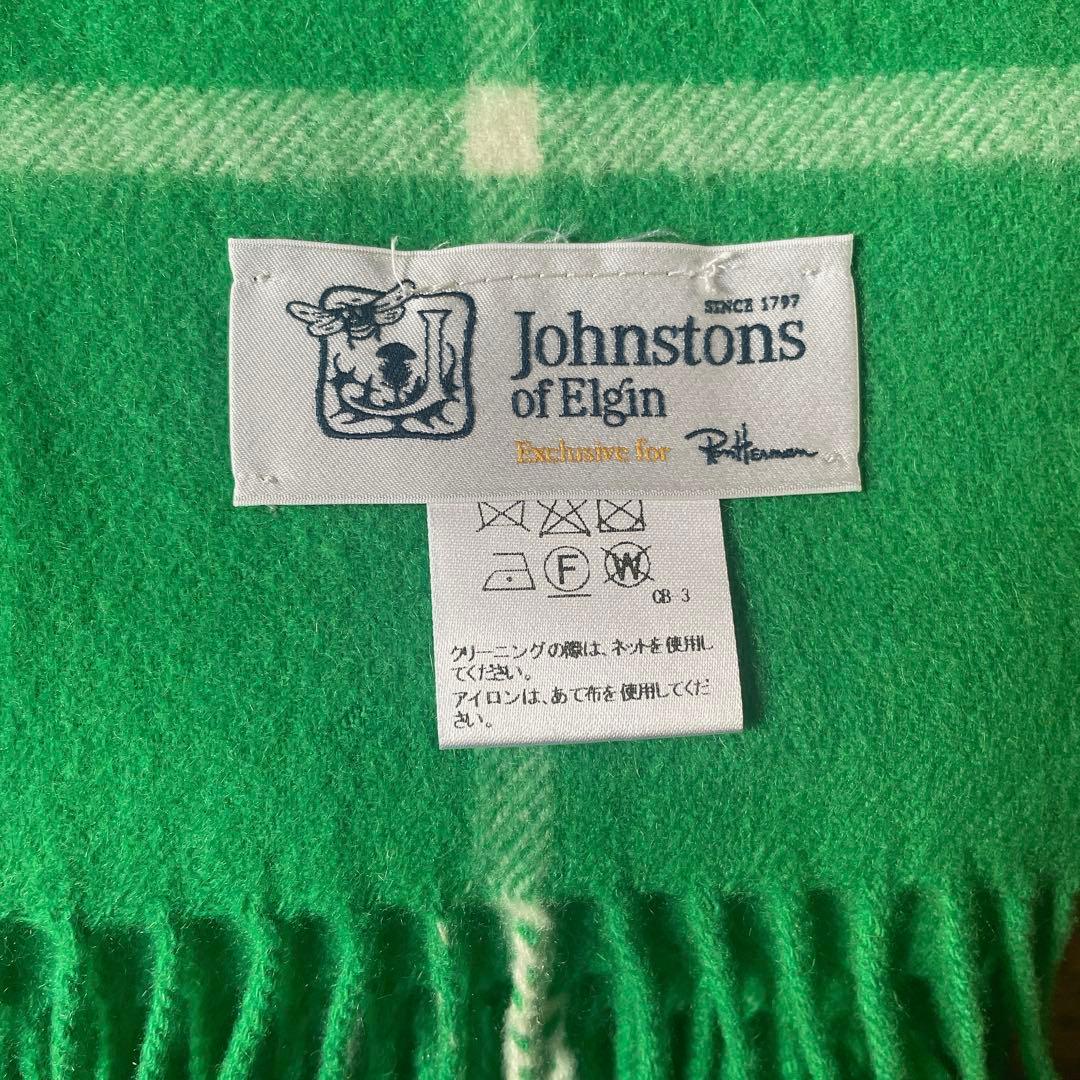 SINCE 1797
Johnstons
of Elgin
Exclusive for Ron Herman
F W
CB-3
クリーニングの際は、ネットを使用し
てください。
アイロンは、あて布を使用してくだ
さい。